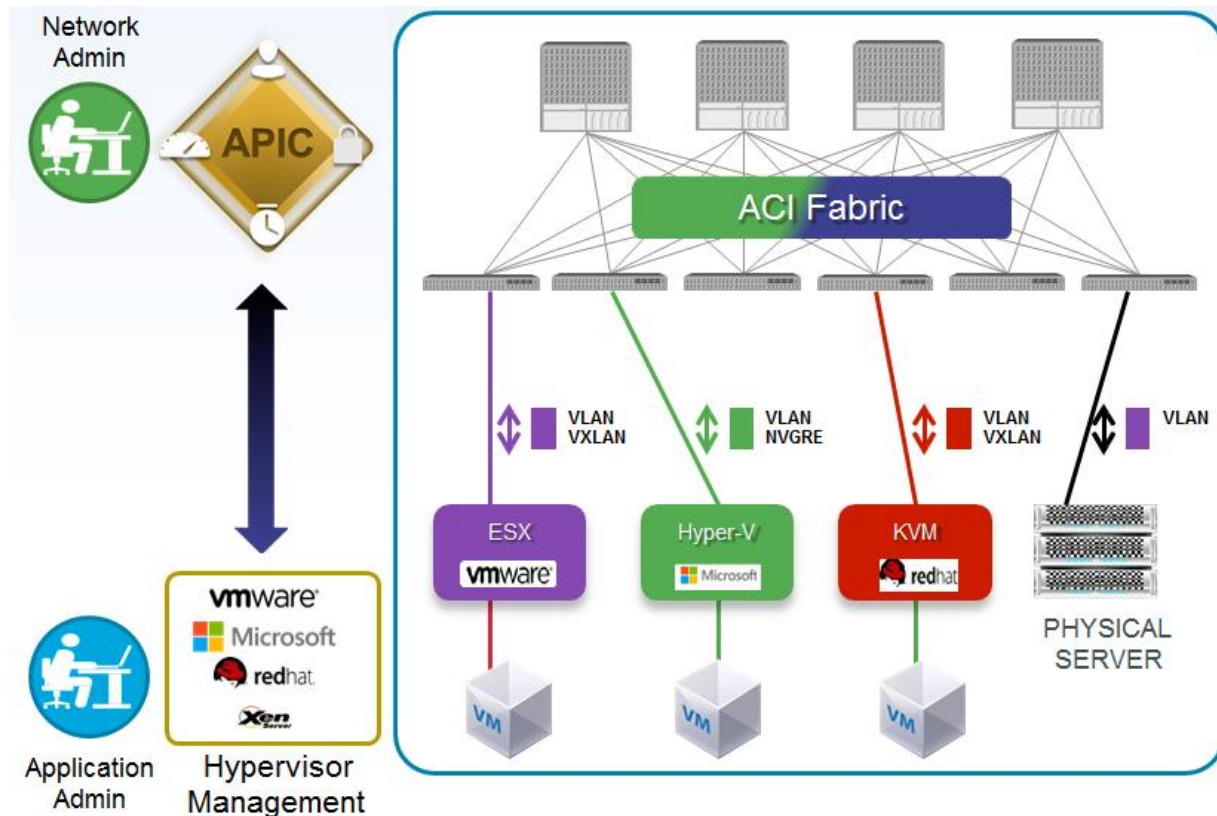 Network
Admin
APIC
ACI Fabric
VLAN
VXLAN
VLAN
NVGRE
VLAN
VXLAN
VLAN
ESX
vmware®
Hyper-V
Microsoft
KVM
redhat
PHYSICAL
SERVER
VM
VM
VM
vmware®
Microsoft
redhat.
Xen
Server
Application
Admin
Hypervisor
Management